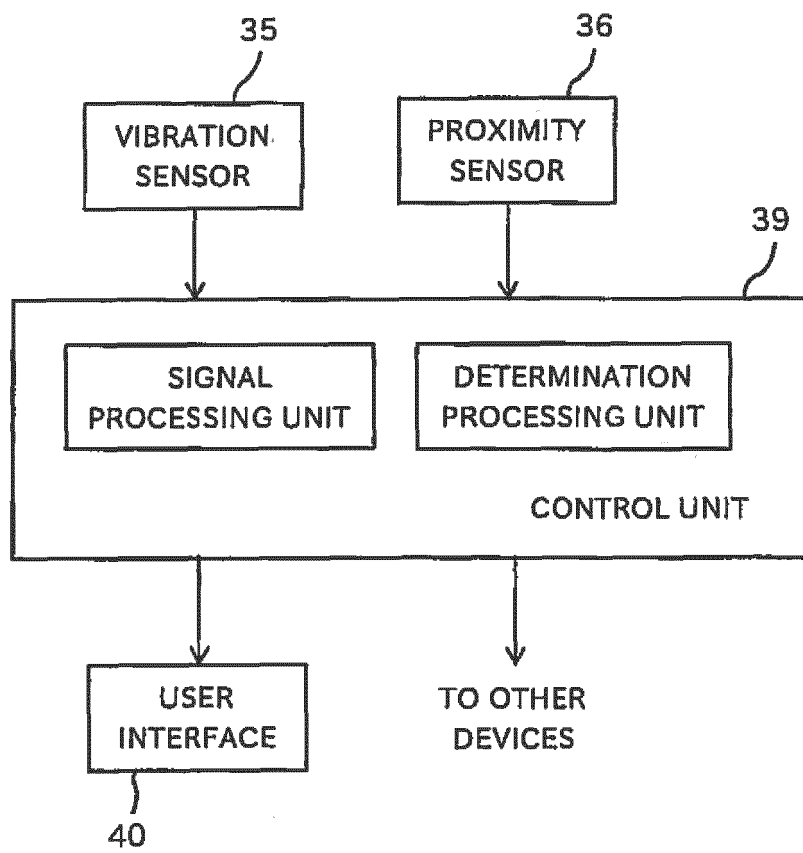 35
36
VIBRATION
SENSOR
PROXIMITY
SENSOR
39
SIGNAL
PROCESSING UNIT
DETERMINATION
PROCESSING UNIT
CONTROL UNIT
USER
INTERFACE
TO OTHER
DEVICES
40